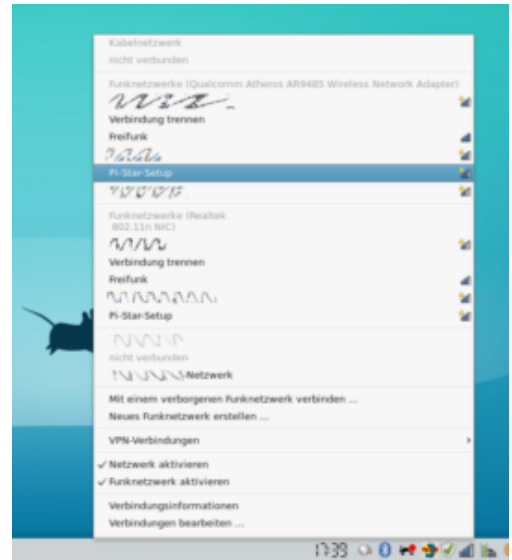 Kabelnetzwerk
nicht verbunden
Funknetzwerke (Qualcomm Atheros AR9485 Wireless Network Adapter)
Verbindung trennen
Freifunk
Pi-Star-Setup
Funknetzwerke (Realtek
802.11n NIC)
Verbindung trennen
Freifunk
Pi-Star-Setup
nicht verbunden
-Netzwerk
Mit einem verborgenen Funknetzwerk verbinden ...
Neues Funknetzwerk erstellen ...
VPN-Verbindungen
✓ Netzwerk aktivieren
✓ Funknetzwerk aktivieren
Verbindungsinformationen
Verbindungen bearbeiten ...
17:39